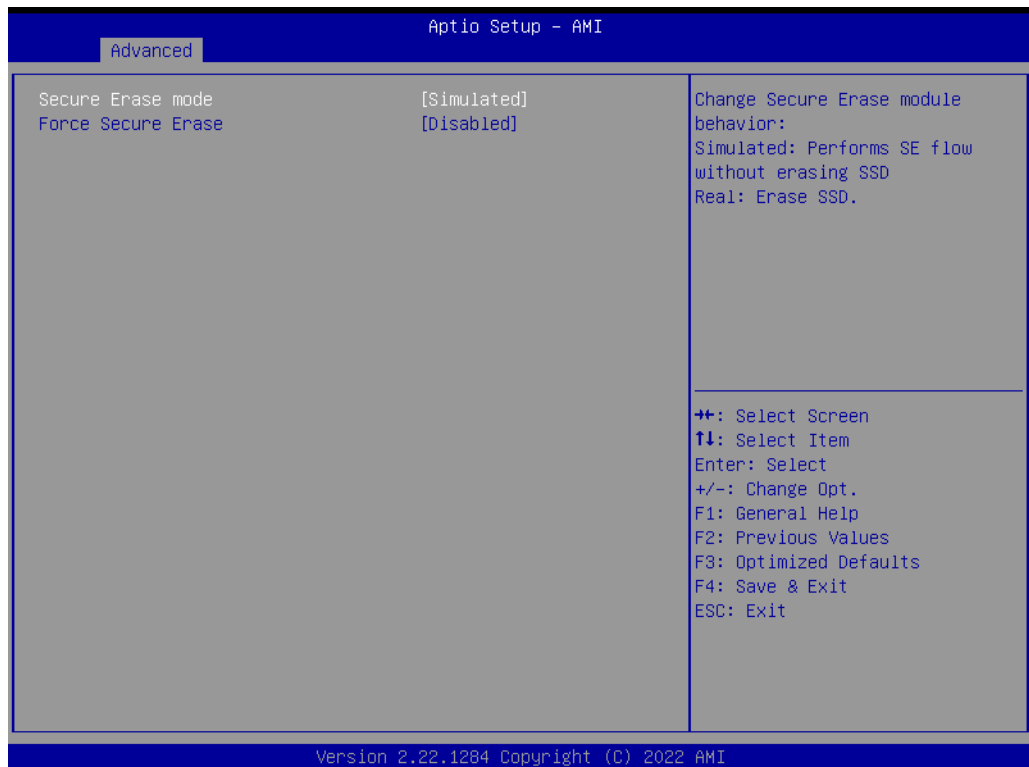 Aptio Setup – AMI
Advanced
Secure Erase mode [Simulated]
Force Secure Erase [Disabled]
Change Secure Erase module
behavior:
Simulated: Performs SE flow
without erasing SSD
Real: Erase SSD.
→←: Select Screen
↑↓: Select Item
Enter: Select
+/-: Change Opt.
F1: General Help
F2: Previous Values
F3: Optimized Defaults
F4: Save & Exit
ESC: Exit
Version 2.22.1284 Copyright (C) 2022 AMI